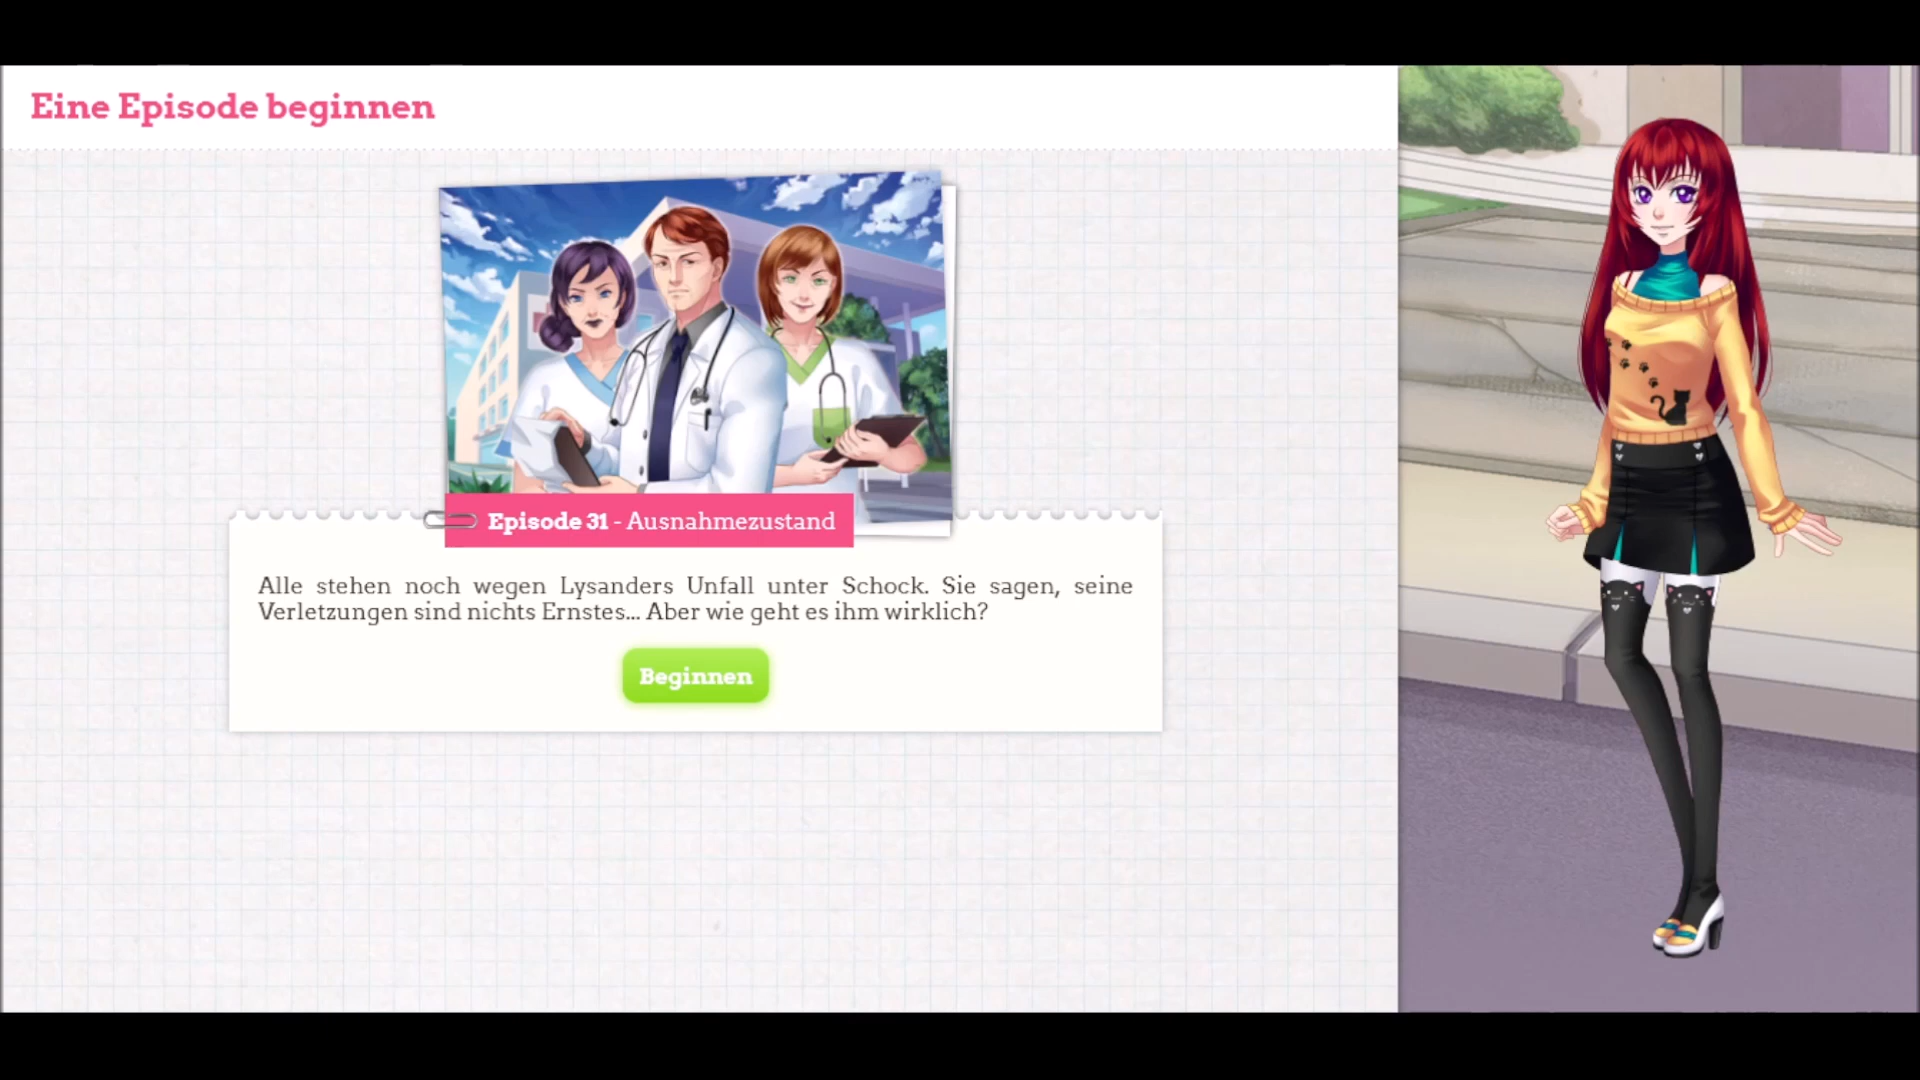 Eine Episode beginnen
Episode 31 - Ausnahmezustand
Alle stehen noch wegen Lysanders Unfall unter Schock. Sie sagen, seine
Verletzungen sind nichts Ernstes... Aber wie geht es ihm wirklich?
Beginnen